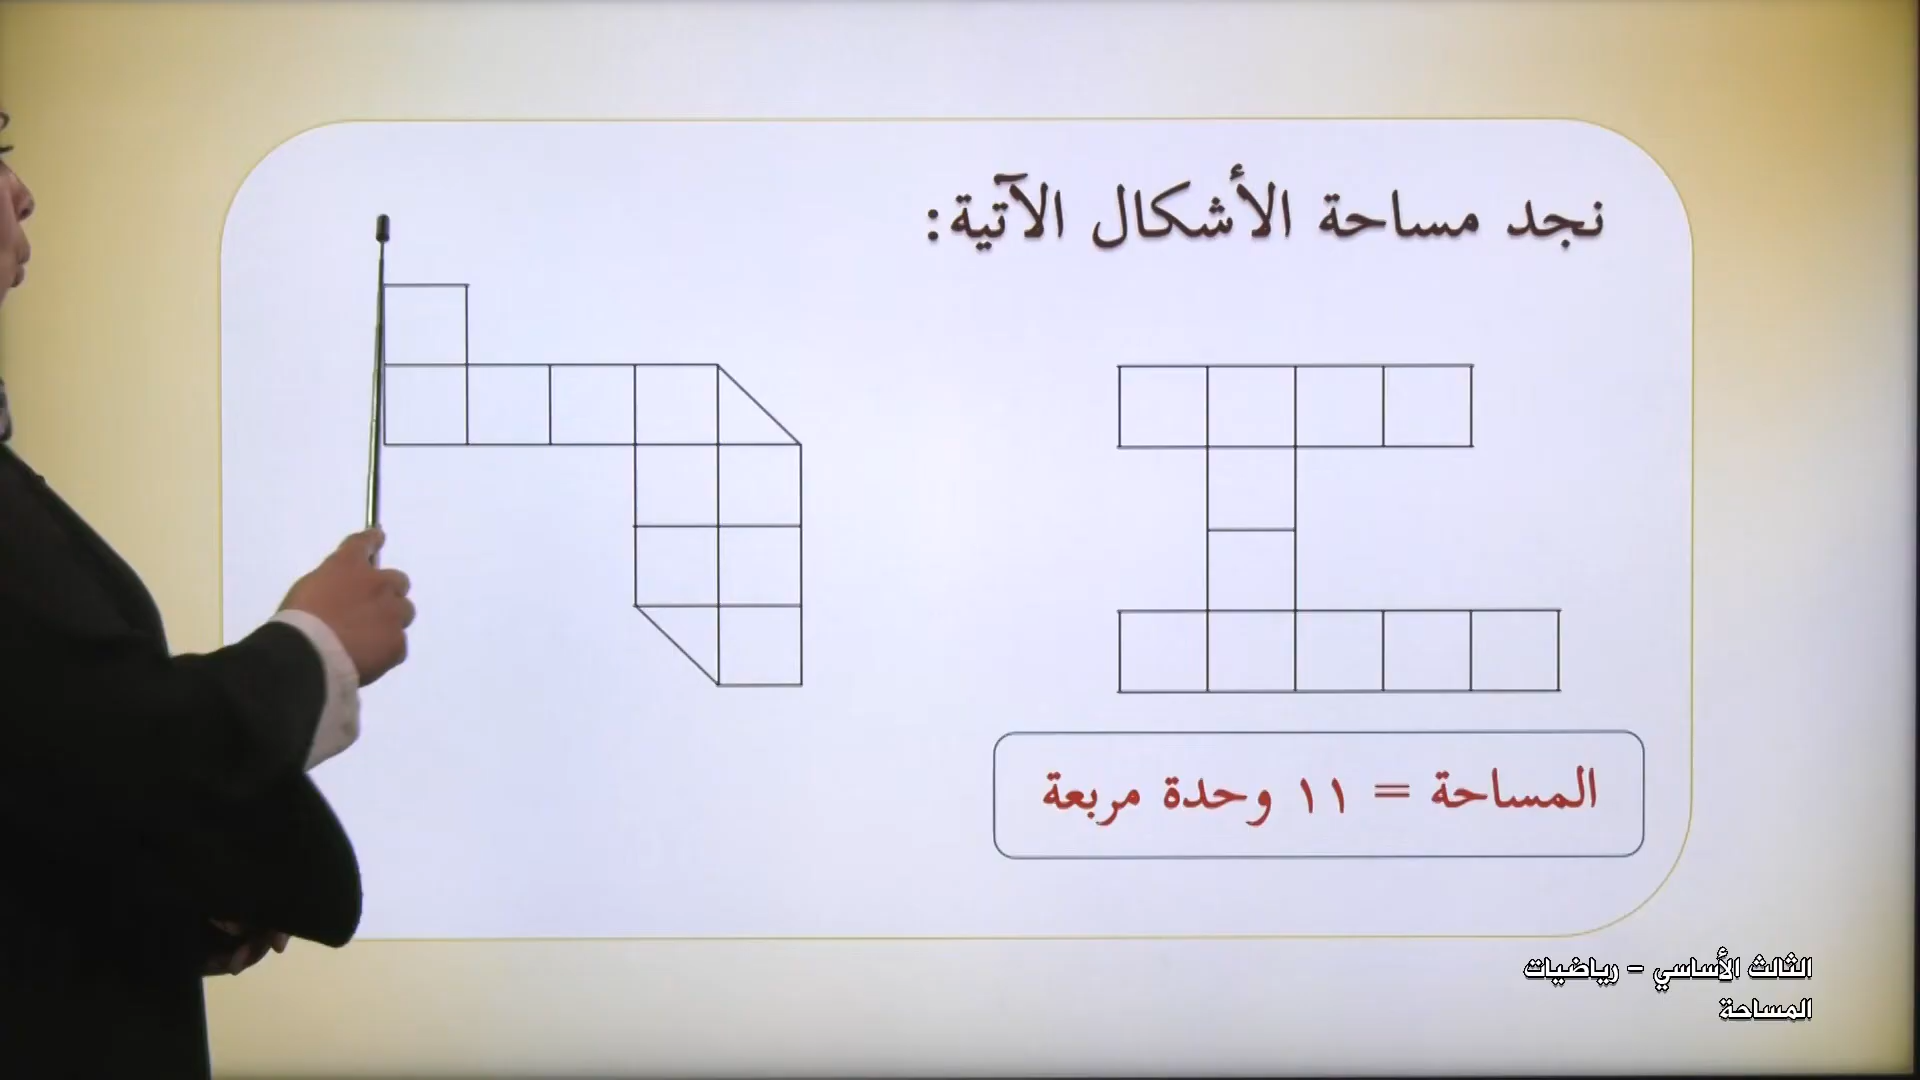 نجد مساحة الأشكال الآتية:
المساحة = ١١ وحدة مربعة
الثالث الأساسي - رياضيات
المساحة